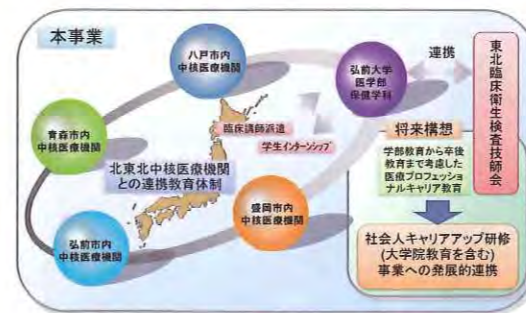 本事業
八戸市内
中核医療機関
弘前大学
医学部
保健学科
連携
東北臨床衛生検査技師会
青森市内
中核医療機関
臨床講師派遣
学生インターンシップ
北東北中核医療機関
との連携教育体制
弘前市内
中核医療機関
盛岡市内
中核医療機関
将来構想
学部教育から卒後
教育まで考慮した
医療プロフェッショ
ナルキャリア教育
社会人キャリアアップ研修
(大学院教育を含む)
事業への発展的連携